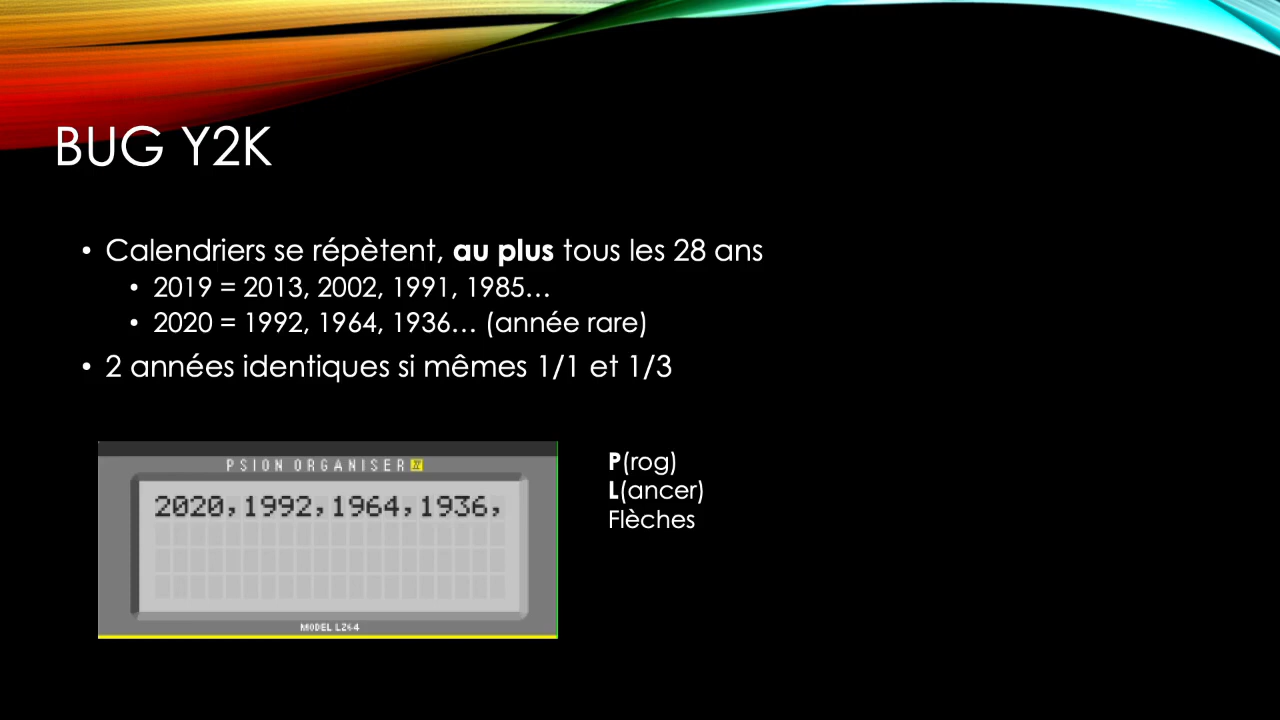 BUG Y2K
• Calendriers se répètent, au plus tous les 28 ans
• 2019 = 2013, 2002, 1991, 1985…
• 2020 = 1992, 1964, 1936… (année rare)
• 2 années identiques si mêmes 1/1 et 1/3
PSION ORGANISER II
2020,1992,1964,1936,
MODEL LZ64
P(rog)
L(ancer)
Flèches